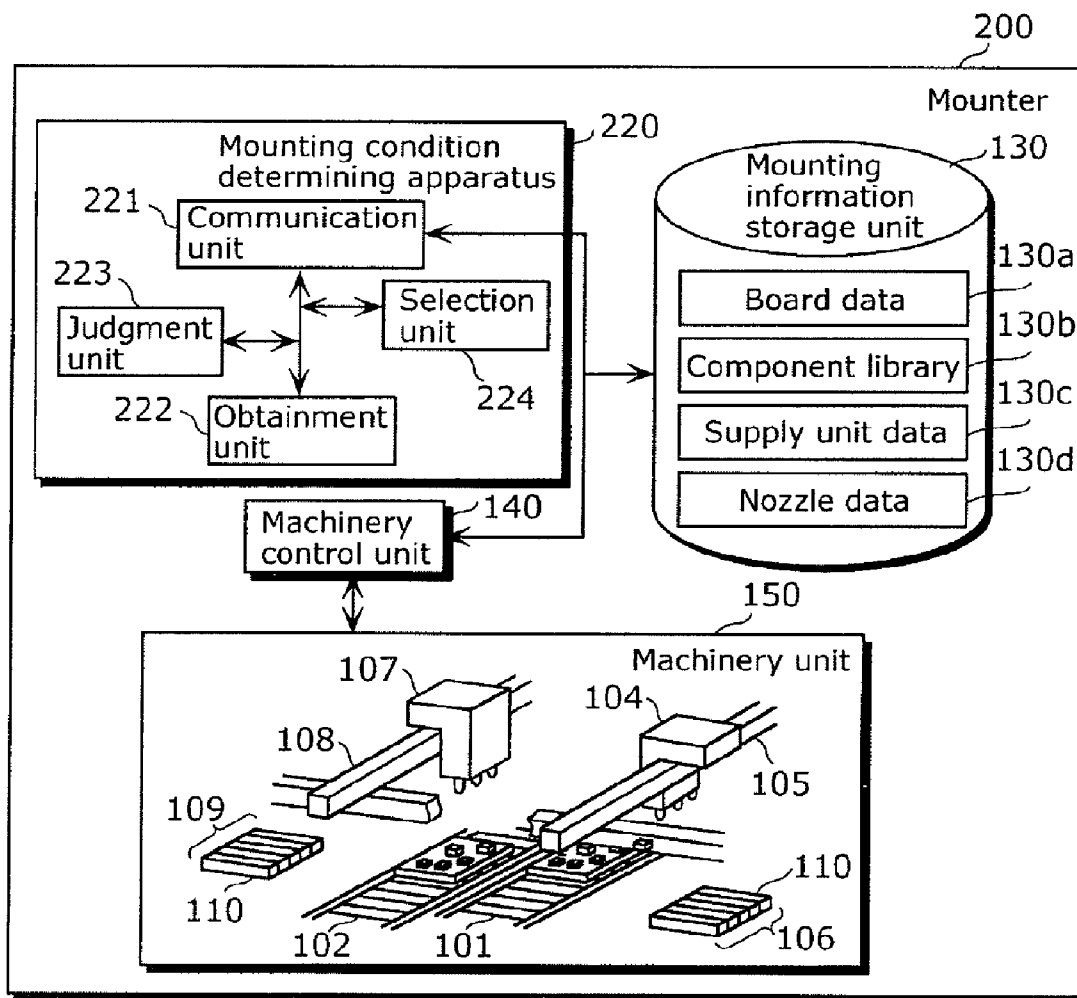 200
Mounter
220
Mounting condition
determining apparatus
221
Communication
unit
223
Judgment
unit
Selection
unit
224
222
Obtainment
unit
130
Mounting
information
storage unit
130a
Board data
130b
Component library
130c
Supply unit data
130d
Nozzle data
140
Machinery
control unit
150
Machinery unit
107
104
108
105
109
110
110
102
101
106